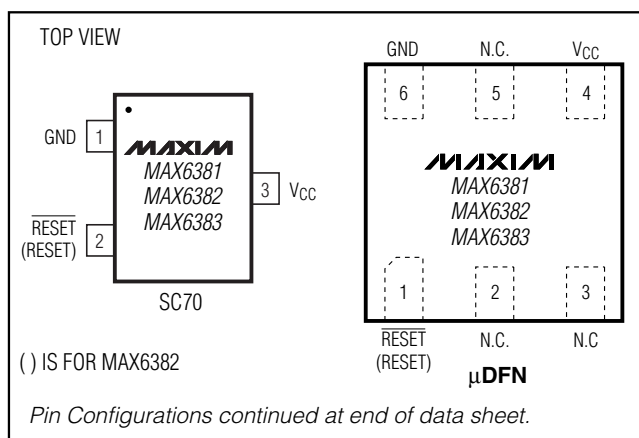 TOP VIEW
GND 1
MAXIM
MAX6381
MAX6382
MAX6383
3 VCC
RESET
(RESET) 2
SC70
( ) IS FOR MAX6382
GND N.C. VCC
6 5 4
MAXIM
MAX6381
MAX6382
MAX6383
1 2 3
RESET
(RESET) N.C. N.C
µDFN
Pin Configurations continued at end of data sheet.